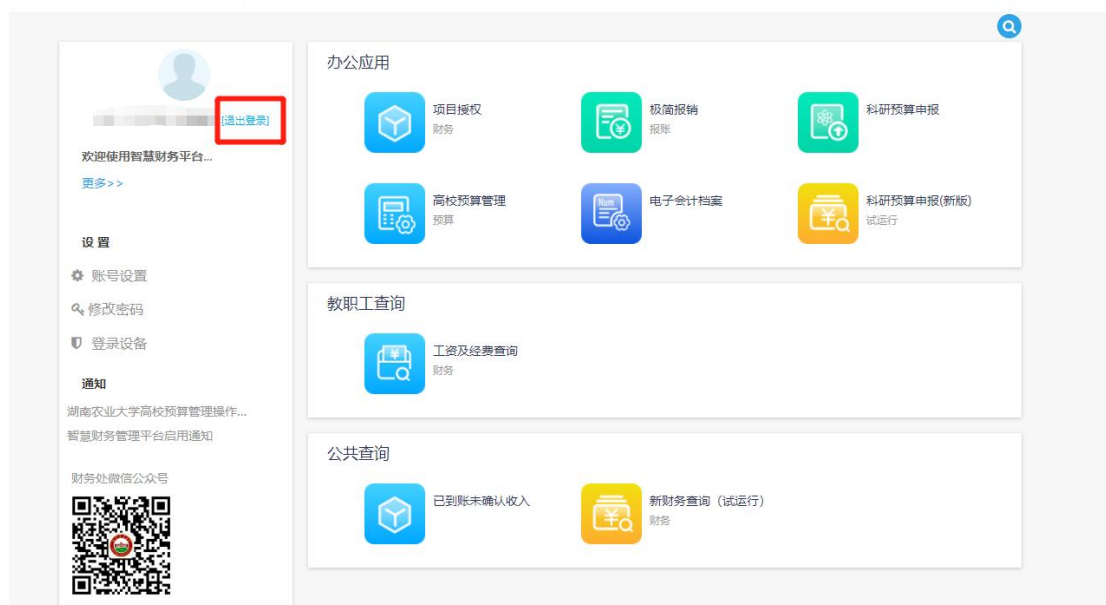 [退出登录]
欢迎使用智慧财务平台...
更多>>
设 置
账号设置
修改密码
登录设备
通知
湖南农业大学高校预算管理操作...
智慧财务管理平台启用通知
财务处微信公众号
办公应用
项目授权
财务
极简报销
报账
科研预算申报
高校预算管理
预算
Num
电子会计档案
科研预算申报(新版)
试运行
教职工查询
工资及经费查询
财务
公共查询
已到账未确认收入
新财务查询（试运行）
财务